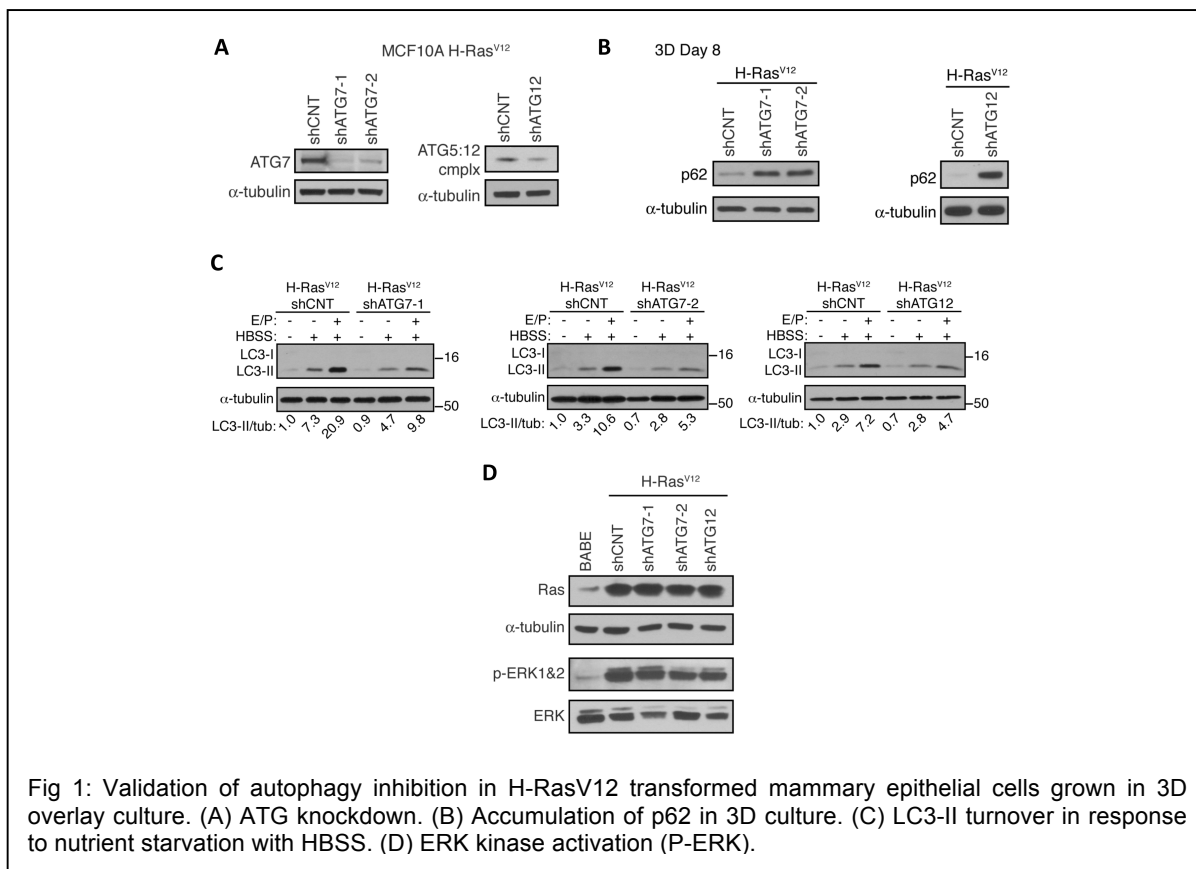 A
MCF10A H-RasV12
shCNT
shATG7-1
shATG7-2
ATG7
α-tubulin
shCNT
shATG12
ATG5:12
cmplx
α-tubulin
B
3D Day 8
H-RasV12
shCNT
shATG7-1
shATG7-2
p62
α-tubulin
H-RasV12
shCNT
shATG12
p62
α-tubulin
C
H-RasV12 H-RasV12
shCNT shATG7-1
E/P: - - + - - +
HBSS: - + + - + +
LC3-I
LC3-II
16
α-tubulin
50
LC3-II/tub: 1.0 7.3 20.9 0.9 4.7 9.8
H-RasV12 H-RasV12
shCNT shATG7-2
E/P: - - + - - +
HBSS: - + + - + +
LC3-I
LC3-II
16
α-tubulin
50
LC3-II/tub: 1.0 3.3 10.6 0.7 2.8 5.3
H-RasV12 H-RasV12
shCNT shATG12
E/P: - - + - - +
HBSS: - + + - + +
LC3-I
LC3-II
16
α-tubulin
50
LC3-II/tub: 1.0 2.9 7.2 0.7 2.8 4.7
D
H-RasV12
BABE
shCNT
shATG7-1
shATG7-2
shATG12
Ras
α-tubulin
p-ERK1&2
ERK
Fig 1: Validation of autophagy inhibition in H-RasV12 transformed mammary epithelial cells grown in 3D
overlay culture. (A) ATG knockdown. (B) Accumulation of p62 in 3D culture. (C) LC3-II turnover in response
to nutrient starvation with HBSS. (D) ERK kinase activation (P-ERK).